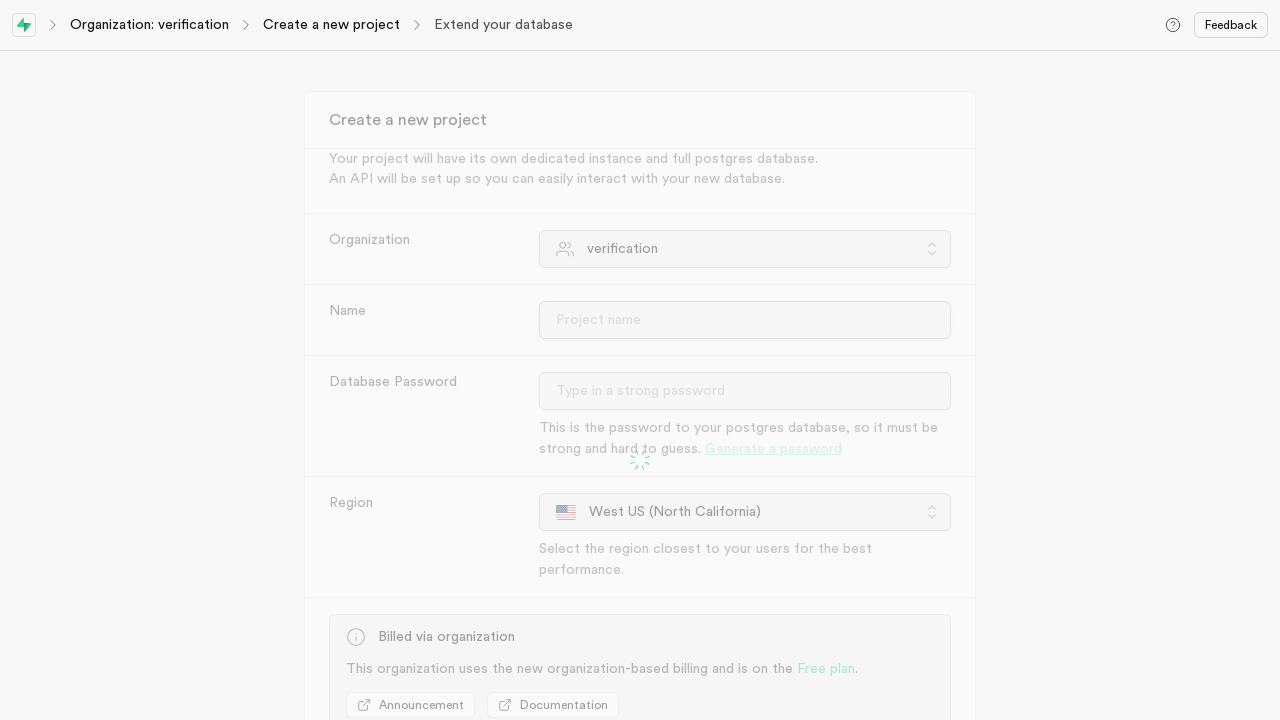 Organization: verification
Create a new project
Extend your database
Feedback
Create a new project
Your project will have its own dedicated instance and full postgres database.
An API will be set up so you can easily interact with your new database.
Organization
verification
Name
Project name
Database Password
Type in a strong password
This is the password to your postgres database, so it must be
strong and hard to guess. Generate a password
Region
West US (North California)
Select the region closest to your users for the best
performance.
Billed via organization
This organization uses the new organization-based billing and is on the Free plan.
Announcement
Documentation